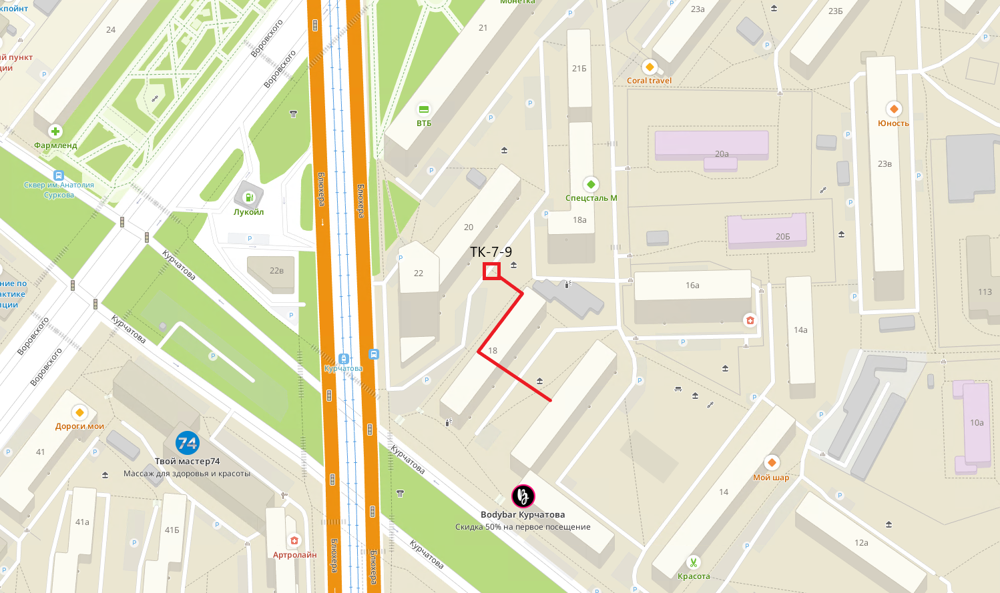 кпойнт
24
й пункт
ции
Фармленд
Сквер им. Анатолия
Суркова
Воровского
Воровского
Монетка
21
ВТБ
21Б
23а
23Б
Coral travel
Юность
20а
23в
Спецсталь М
18а
20Б
Блюхера
Блюхера
Лукойл
20
ТК-7-9
22в
22
Курчатова
16а
113
ние по
актике
ции
Курчатова
14а
18
Воровского
Воровского
Курчатова
Дороги мои
10а
41
74
Твой мастер74
Массаж для здоровья и красоты
Курчатова
Мой шар
14
Bodybar Курчатова
Скидка 50% на первое посещение
41а
41Б
12а
Артролайн
Блюхера
Блюхера
Курчатова
Красота